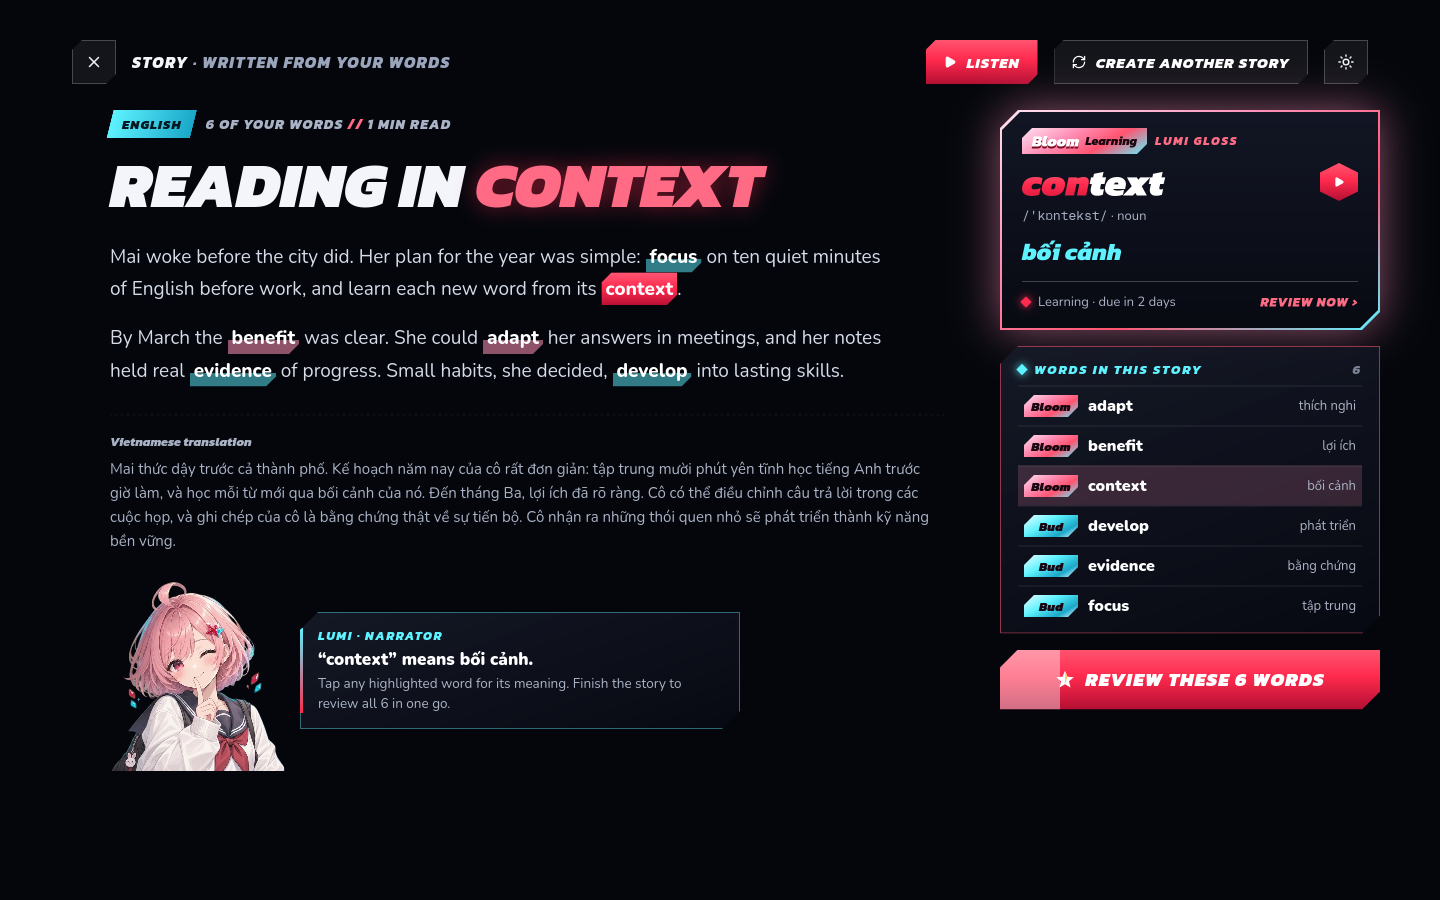 STORY · WRITTEN FROM YOUR WORDS
LISTEN
CREATE ANOTHER STORY
ENGLISH
6 OF YOUR WORDS // 1 MIN READ
READING IN CONTEXT
Mai woke before the city did. Her plan for the year was simple: focus on ten quiet minutes
of English before work, and learn each new word from its context.
By March the benefit was clear. She could adapt her answers in meetings, and her notes
held real evidence of progress. Small habits, she decided, develop into lasting skills.
Vietnamese translation
Mai thức dậy trước cả thành phố. Kế hoạch năm nay của cô rất đơn giản: tập trung mười phút yên tĩnh học tiếng Anh trước
giờ làm, và học mỗi từ mới qua bối cảnh của nó. Đến tháng Ba, lợi ích đã rõ ràng. Cô có thể điều chỉnh câu trả lời trong các
cuộc họp, và ghi chép của cô là bằng chứng thật về sự tiến bộ. Cô nhận ra những thói quen nhỏ sẽ phát triển thành kỹ năng
bền vững.
LUMI · NARRATOR
“context” means bối cảnh.
Tap any highlighted word for its meaning. Finish the story to
review all 6 in one go.
Bloom Learning LUMI GLOSS
context
/ˈkɒntekst/ · noun
bối cảnh
Learning · due in 2 days
REVIEW NOW ›
WORDS IN THIS STORY 6
Bloom adapt thích nghi
Bloom benefit lợi ích
Bloom context bối cảnh
Bud develop phát triển
Bud evidence bằng chứng
Bud focus tập trung
REVIEW THESE 6 WORDS